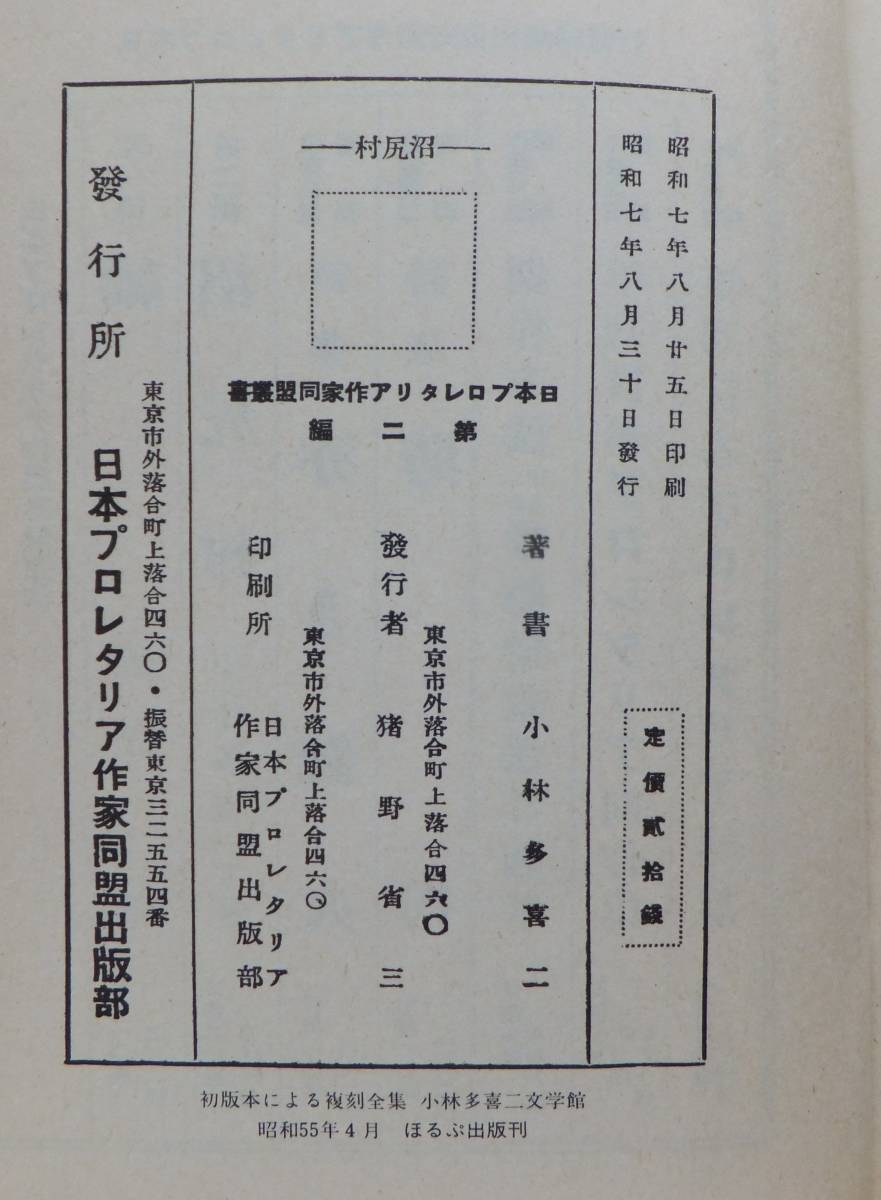 昭和七年八月廿五日印刷
昭和七年八月三十日發行
定價貳拾錢
——村尻沼——
書叢盟同家作アリタレロプ本日
編二第
著書 小林多喜二
東京市外落合町上落合四六〇
發行者 猪野省三
東京市外落合町上落合四六〇
印刷所 日本プロレタリア
作家同盟出版部
東京市外落合町上落合四六〇・振替東京三二五五四番
發行所 日本プロレタリア作家同盟出版部
初版本による複刻全集 小林多喜二文学館
昭和55年4月 ほるぷ出版刊